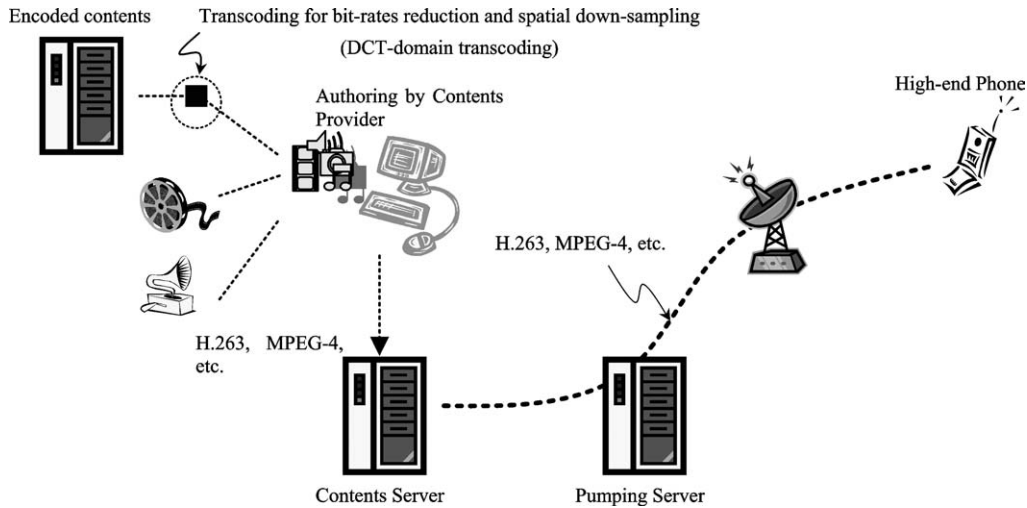 Encoded contents
Transcoding for bit-rates reduction and spatial down-sampling
(DCT-domain transcoding)
Authoring by Contents
Provider
High-end Phone
H.263, MPEG-4, etc.
H.263, MPEG-4,
etc.
Contents Server
Pumping Server